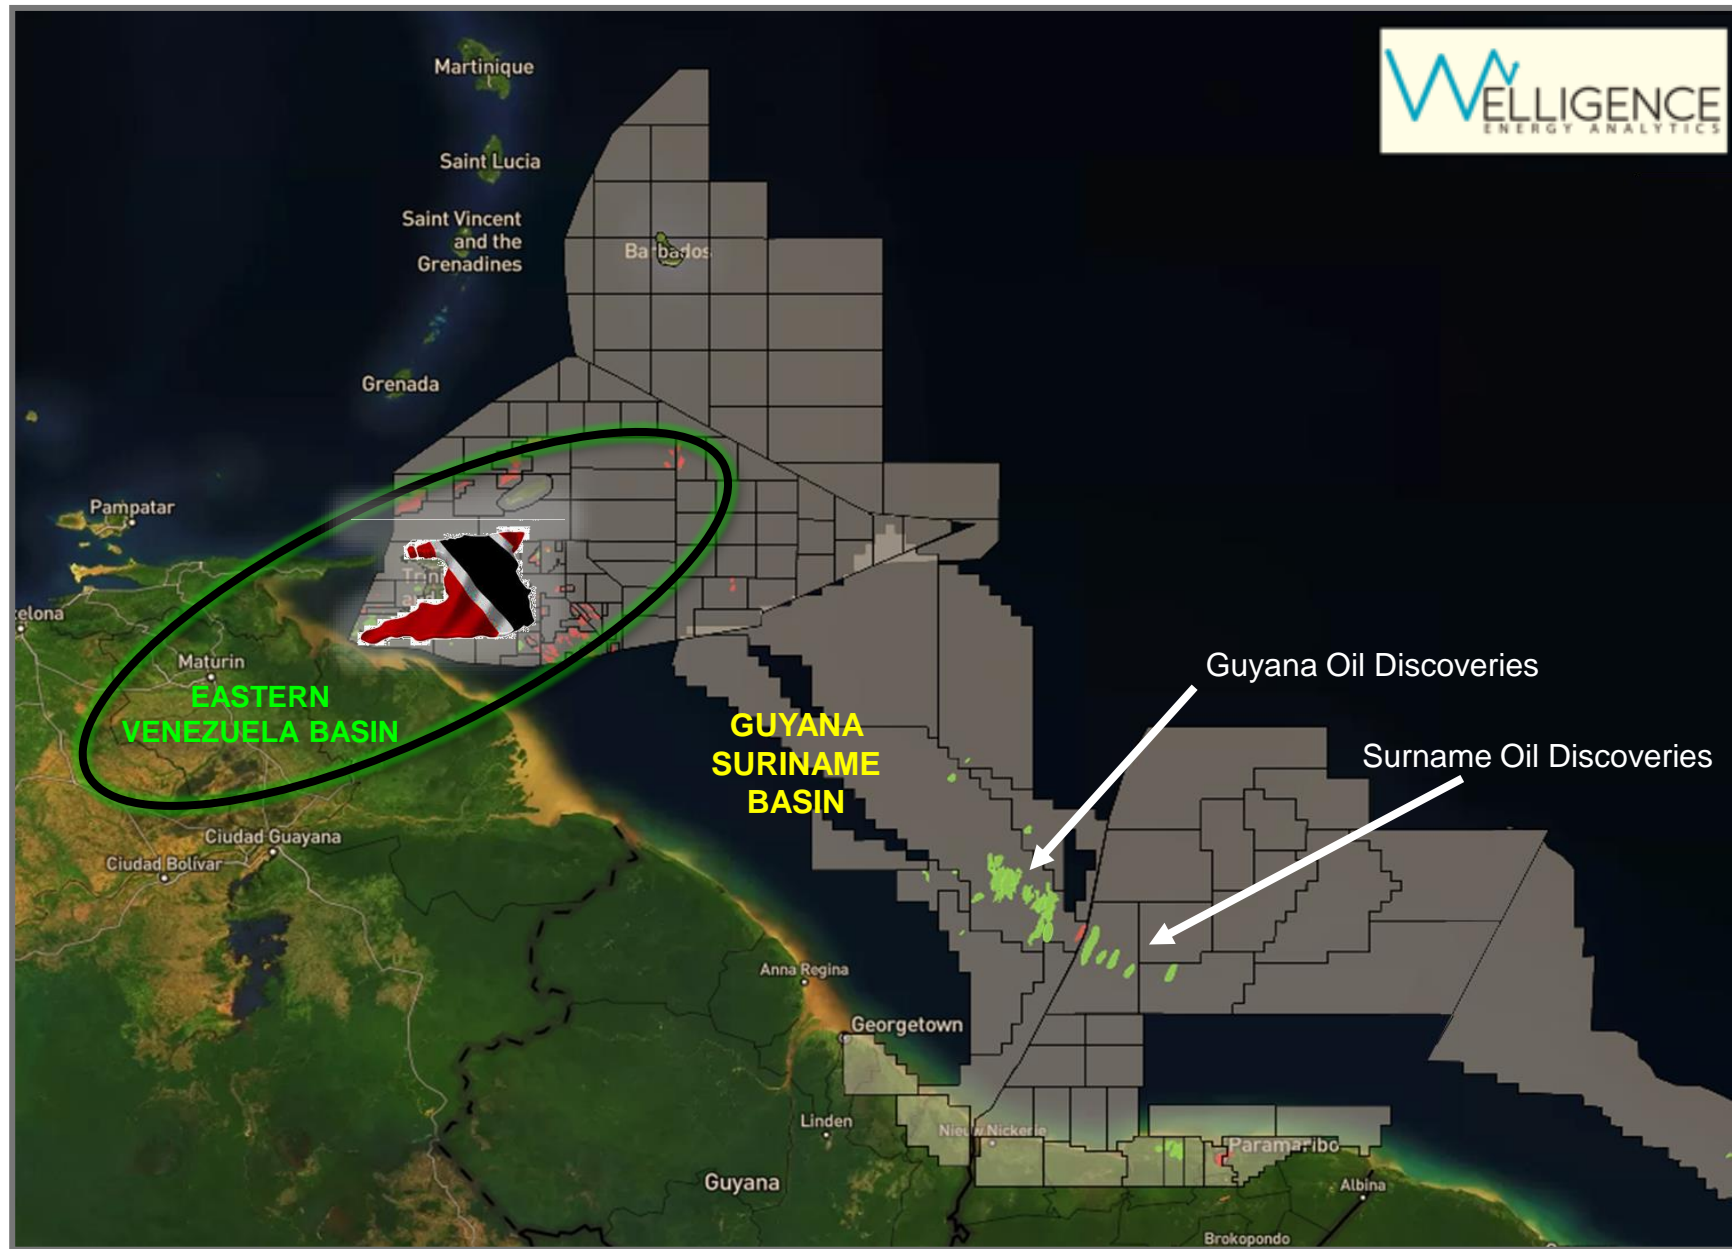 Martinique
WELLIGENCE
ENERGY ANALYTICS
Saint Lucia
Saint Vincent
and the
Grenadines
Barbados
Grenada
Pampatar
elona
Maturin
EASTERN
VENEZUELA BASIN
GUYANA
SURINAME
BASIN
Guyana Oil Discoveries
Surname Oil Discoveries
Ciudad Guayana
Ciudad Bolívar
Anna Regina
Georgetown
Linden
Nieuw Nickerie
Paramaribo
Guyana
Albina
Brokopondo